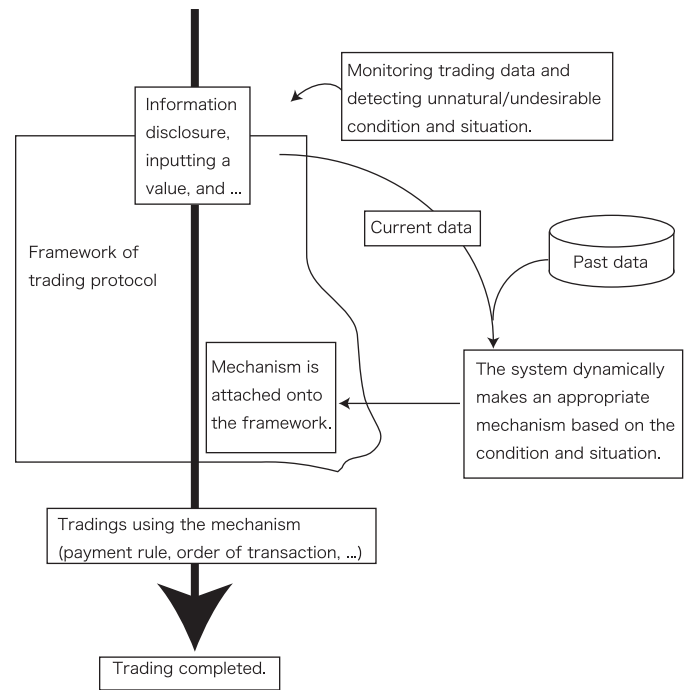 Monitoring trading data and
detecting unnatural/undesirable
condition and situation.
Information
disclosure,
inputting a
value, and ...
Current data
Past data
Framework of
trading protocol
Mechanism is
attached onto
the framework.
The system dynamically
makes an appropriate
mechanism based on the
condition and situation.
Tradings using the mechanism
(payment rule, order of transaction, ...)
Trading completed.